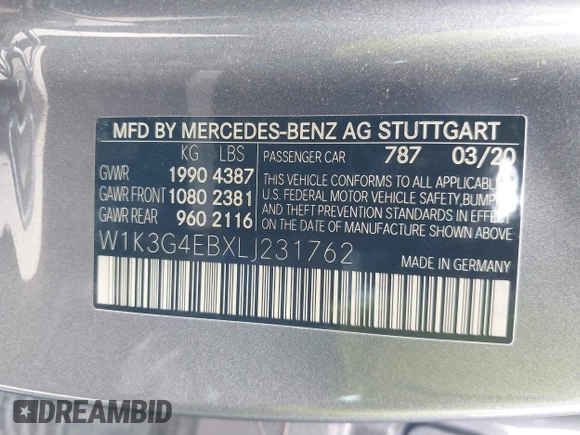 MFD BY MERCEDES-BENZ AG STUTTGART
KG LBS PASSENGER CAR 787 03/20
GVWR 1990 4387
GAWR FRONT 1080 2381
GAWR REAR 960 2116
THIS VEHICLE CONFORMS TO ALL APPLICABLE
U.S. FEDERAL MOTOR VEHICLE SAFETY, BUMPER
AND THEFT PREVENTION STANDARDS IN EFFECT
ON THE DATE OF MANUFACTURE SHOWN ABOVE.
W1K3G4EBXLJ231762
MADE IN GERMANY
DREAMBID